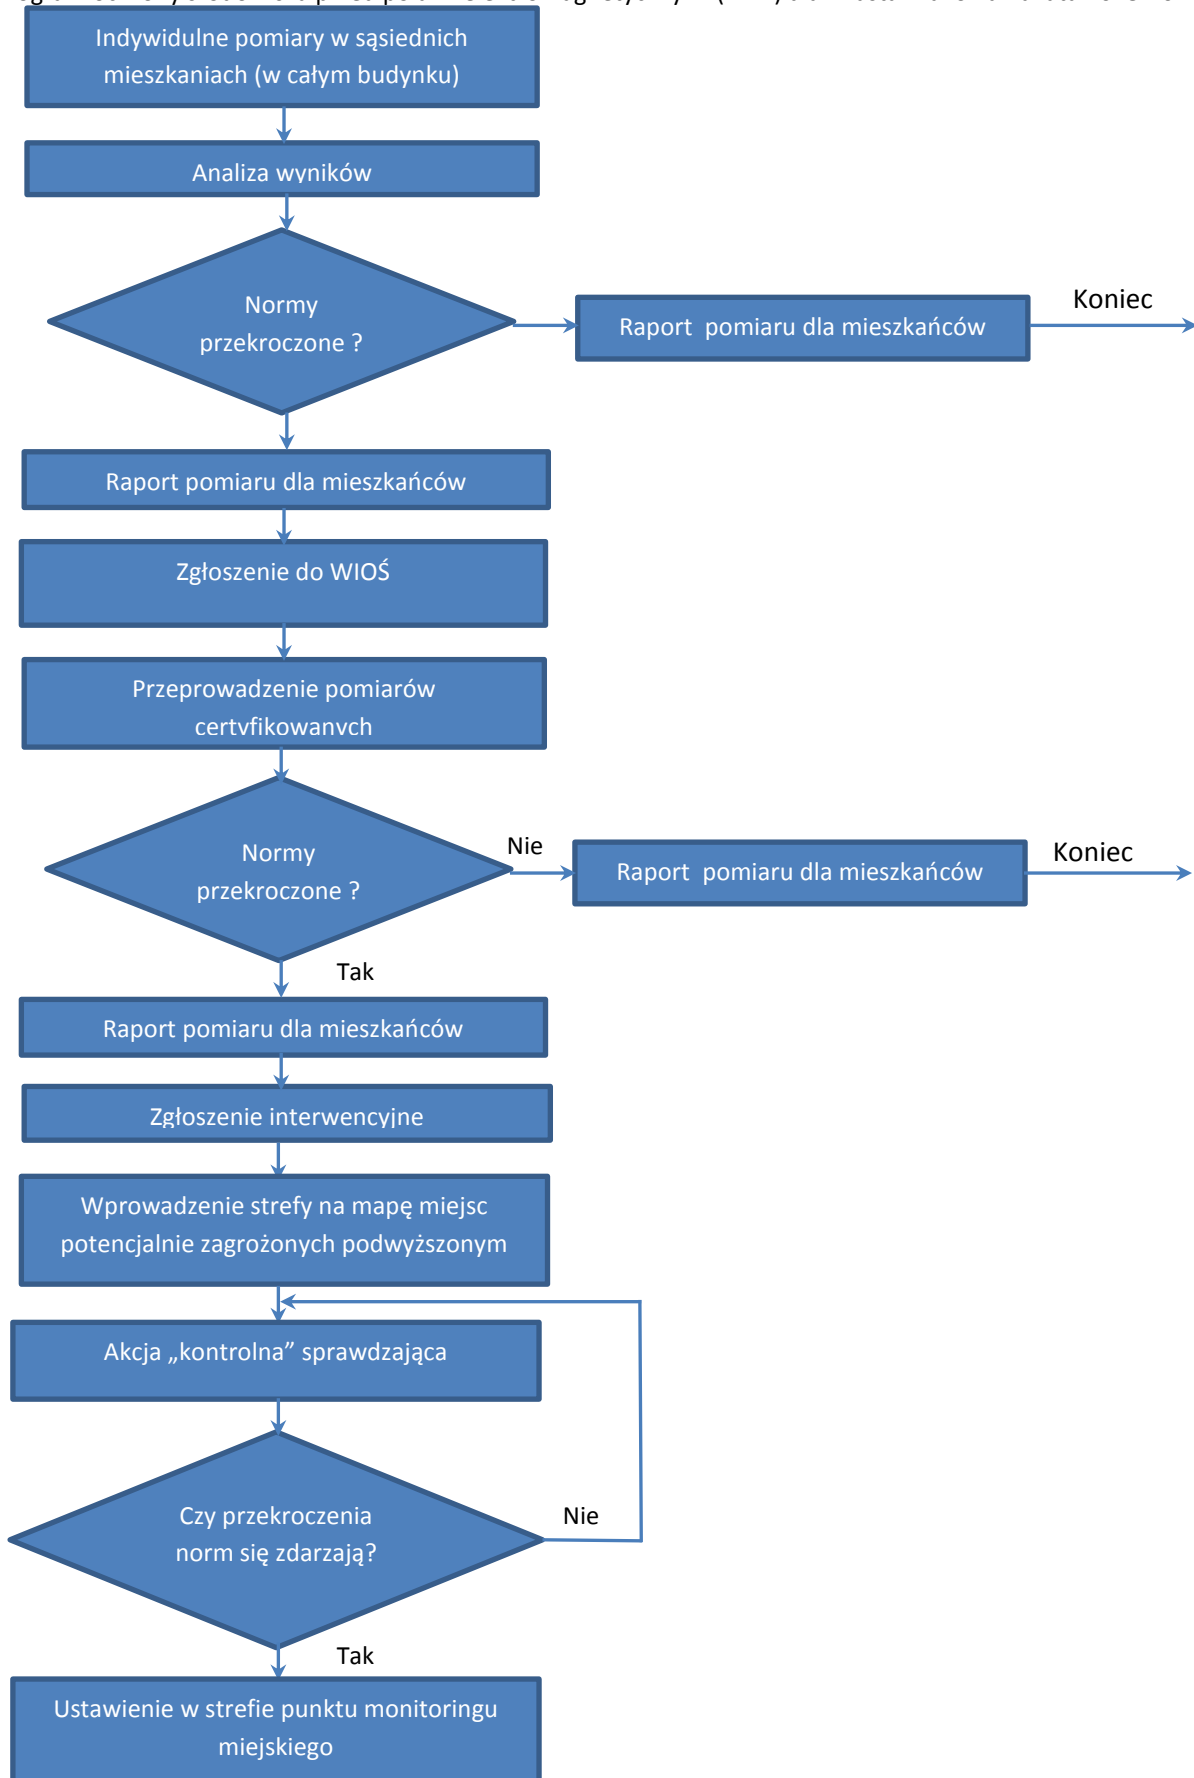 Indywidulne pomiary w sąsiednich
mieszkaniach (w całym budynku)
Analiza wyników
Normy
przekroczone ?
Raport pomiaru dla mieszkańców
Koniec
Raport pomiaru dla mieszkańców
Zgłoszenie do WIOŚ
Przeprowadzenie pomiarów
certyfikowanych
Normy
przekroczone ?
Nie
Raport pomiaru dla mieszkańców
Koniec
Tak
Raport pomiaru dla mieszkańców
Zgłoszenie interwencyjne
Wprowadzenie strefy na mapę miejsc
potencjalnie zagrożonych podwyższonym
Akcja „kontrolna” sprawdzająca
Czy przekroczenia
norm się zdarzają?
Nie
Tak
Ustawienie w strefie punktu monitoringu
miejskiego